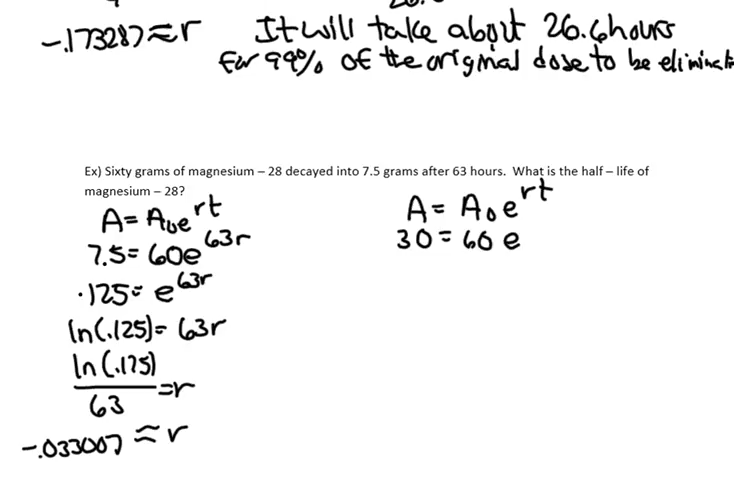 -.173287≈r
It will take about 26.6 hours
for 99% of the original dose to be eliminat
Ex) Sixty grams of magnesium – 28 decayed into 7.5 grams after 63 hours. What is the half – life of
magnesium – 28?
A = A₀e^rt
7.5 = 60e^63r
.125 = e^63r
ln(.125) = 63r
ln(.125)
63
=r
-.033007 ≈ r
A = A₀e^rt
30 = 60 e